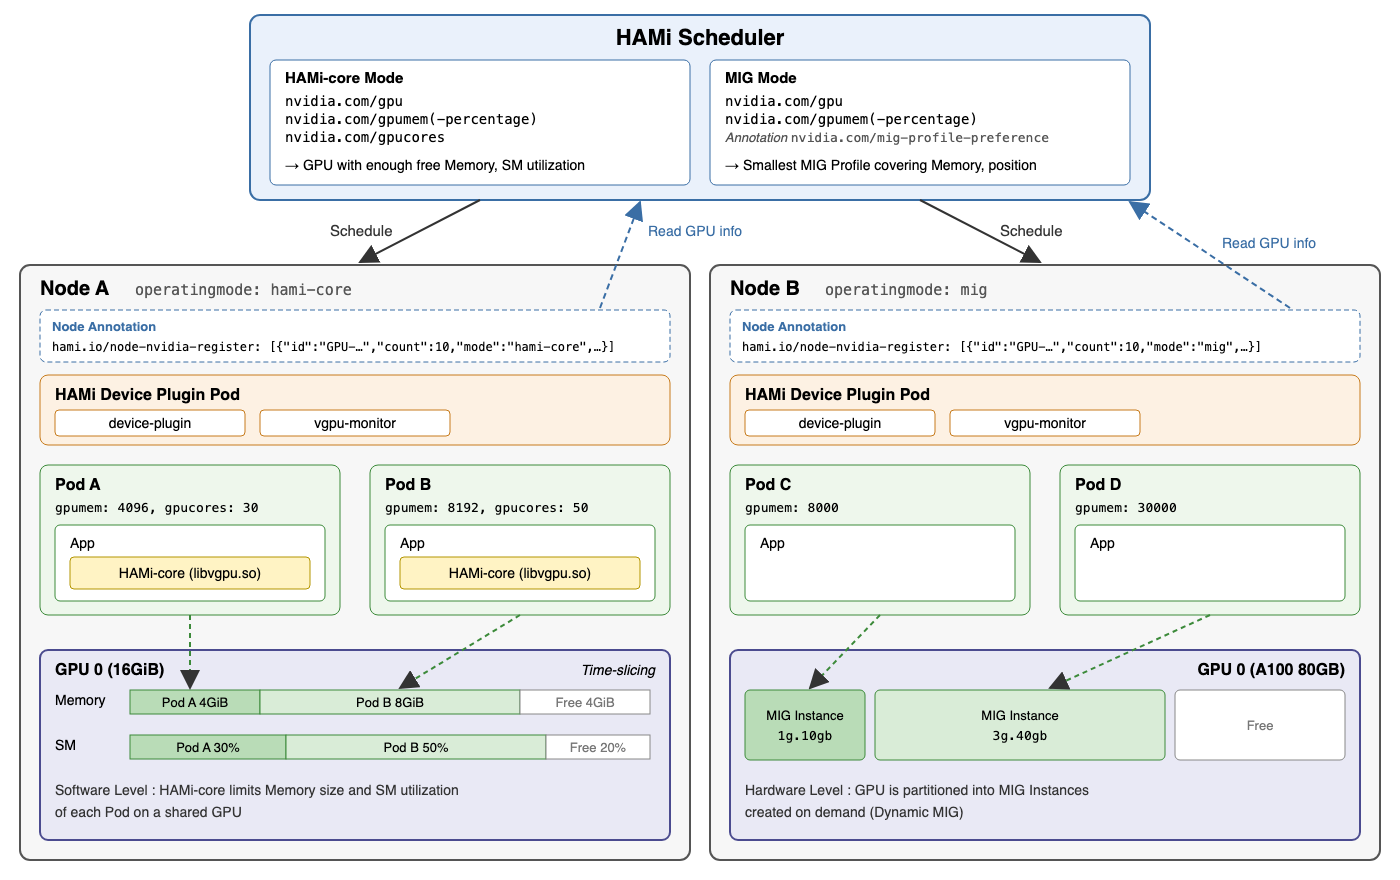 HAMi Scheduler
HAMi-core Mode
nvidia.com/gpu
nvidia.com/gpumem(-percentage)
nvidia.com/gpucores
→ GPU with enough free Memory, SM utilization
MIG Mode
nvidia.com/gpu
nvidia.com/gpumem(-percentage)
Annotation nvidia.com/mig-profile-preference
→ Smallest MIG Profile covering Memory, position
Schedule
Read GPU info
Schedule
Read GPU info
Node A operatingmode: hami-core
Node Annotation
hami.io/node-nvidia-register: [{"id":"GPU-…","count":10,"mode":"hami-core",…}]
HAMi Device Plugin Pod
device-plugin
vgpu-monitor
Pod A
gpumem: 4096, gpucores: 30
App
HAMi-core (libvgpu.so)
Pod B
gpumem: 8192, gpucores: 50
App
HAMi-core (libvgpu.so)
GPU 0 (16GiB)
Time-slicing
Memory
Pod A 4GiB
Pod B 8GiB
Free 4GiB
SM
Pod A 30%
Pod B 50%
Free 20%
Software Level : HAMi-core limits Memory size and SM utilization
of each Pod on a shared GPU
Node B operatingmode: mig
Node Annotation
hami.io/node-nvidia-register: [{"id":"GPU-…","count":10,"mode":"mig",…}]
HAMi Device Plugin Pod
device-plugin
vgpu-monitor
Pod C
gpumem: 8000
App
Pod D
gpumem: 30000
App
GPU 0 (A100 80GB)
MIG Instance
1g.10gb
MIG Instance
3g.40gb
Free
Hardware Level : GPU is partitioned into MIG Instances
created on demand (Dynamic MIG)